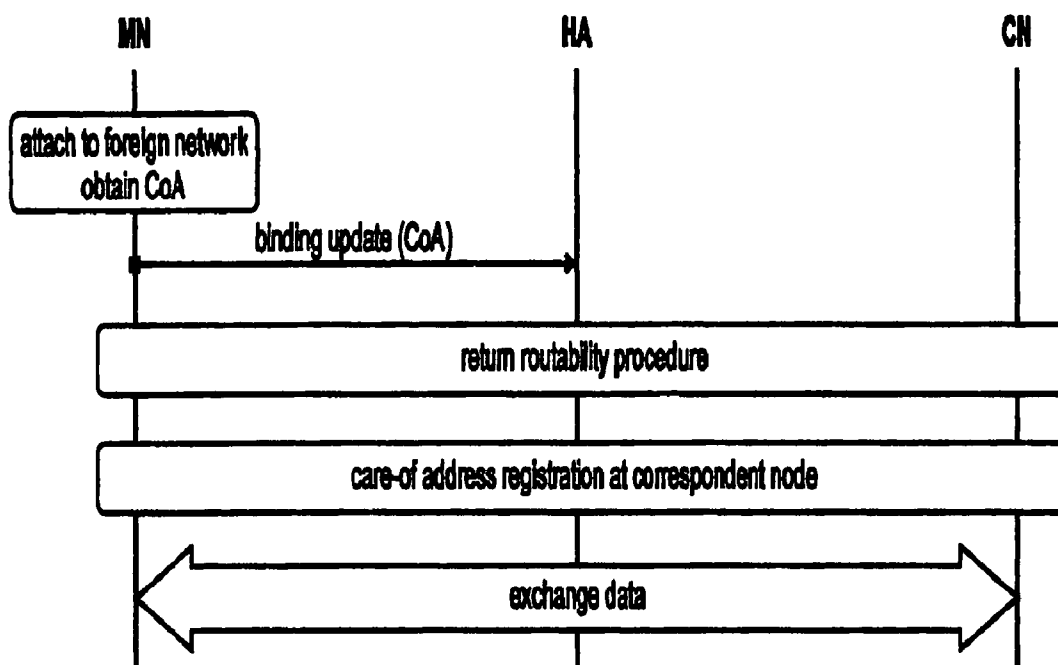 MN
HA
CN
attach to foreign network
obtain CoA
binding update (CoA)
return routability procedure
care-of address registration at correspondent node
exchange data